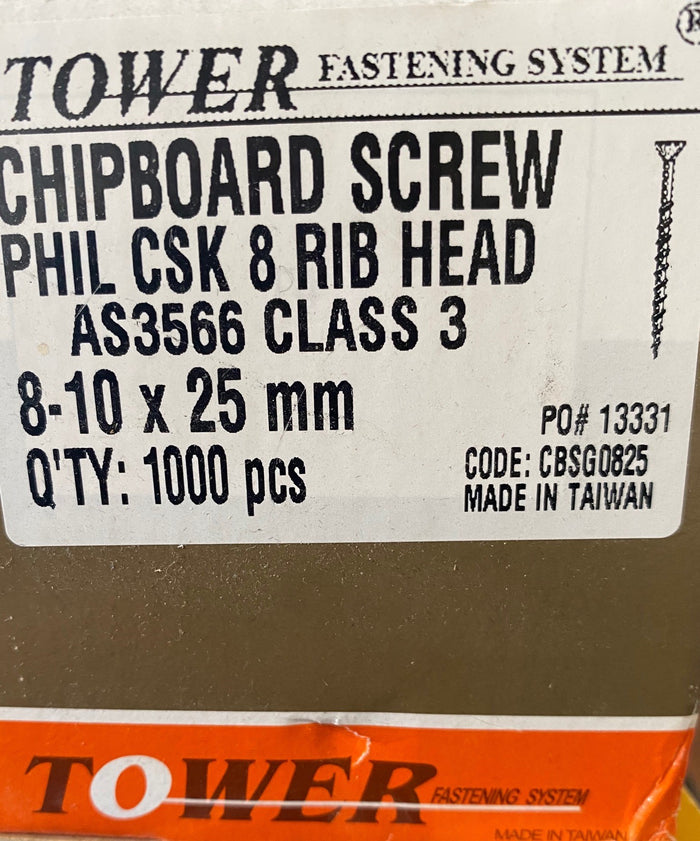 TOWER FASTENING SYSTEM ®
CHIPBOARD SCREW
PHIL CSK 8 RIB HEAD
AS3566 CLASS 3
8-10 x 25 mm
Q'TY: 1000 pcs
PO# 13331
CODE: CBSG0825
MADE IN TAIWAN
TOWER FASTENING SYSTEM
MADE IN TAIWAN